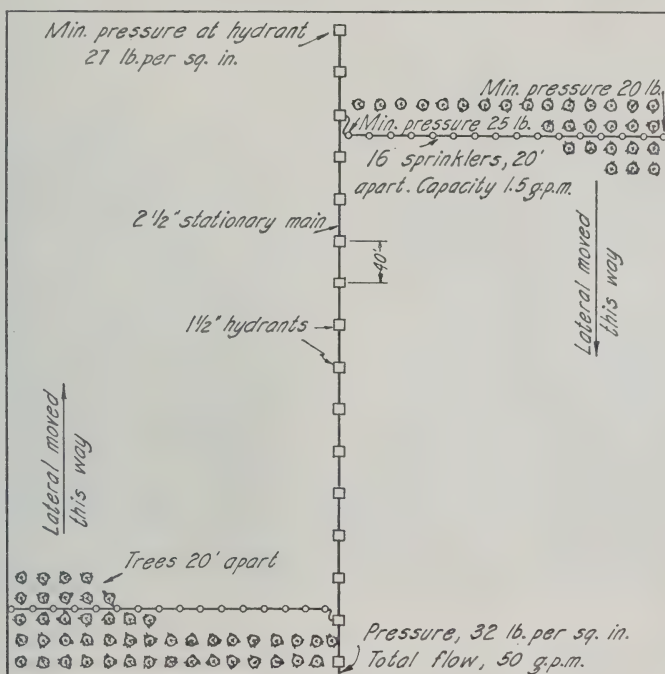 Min. pressure at hydrant
27 lb. per sq. in.
Min. pressure 20 lb.
Min. pressure 25 lb.
16 sprinklers, 20'
apart. Capacity 1.5 g.p.m.
2 1/2" stationary main
40'
Lateral moved
this way
1 1/2" hydrants
Lateral moved
this way
Trees 20' apart
Pressure, 32 lb. per sq. in.
Total flow, 50 g.p.m.